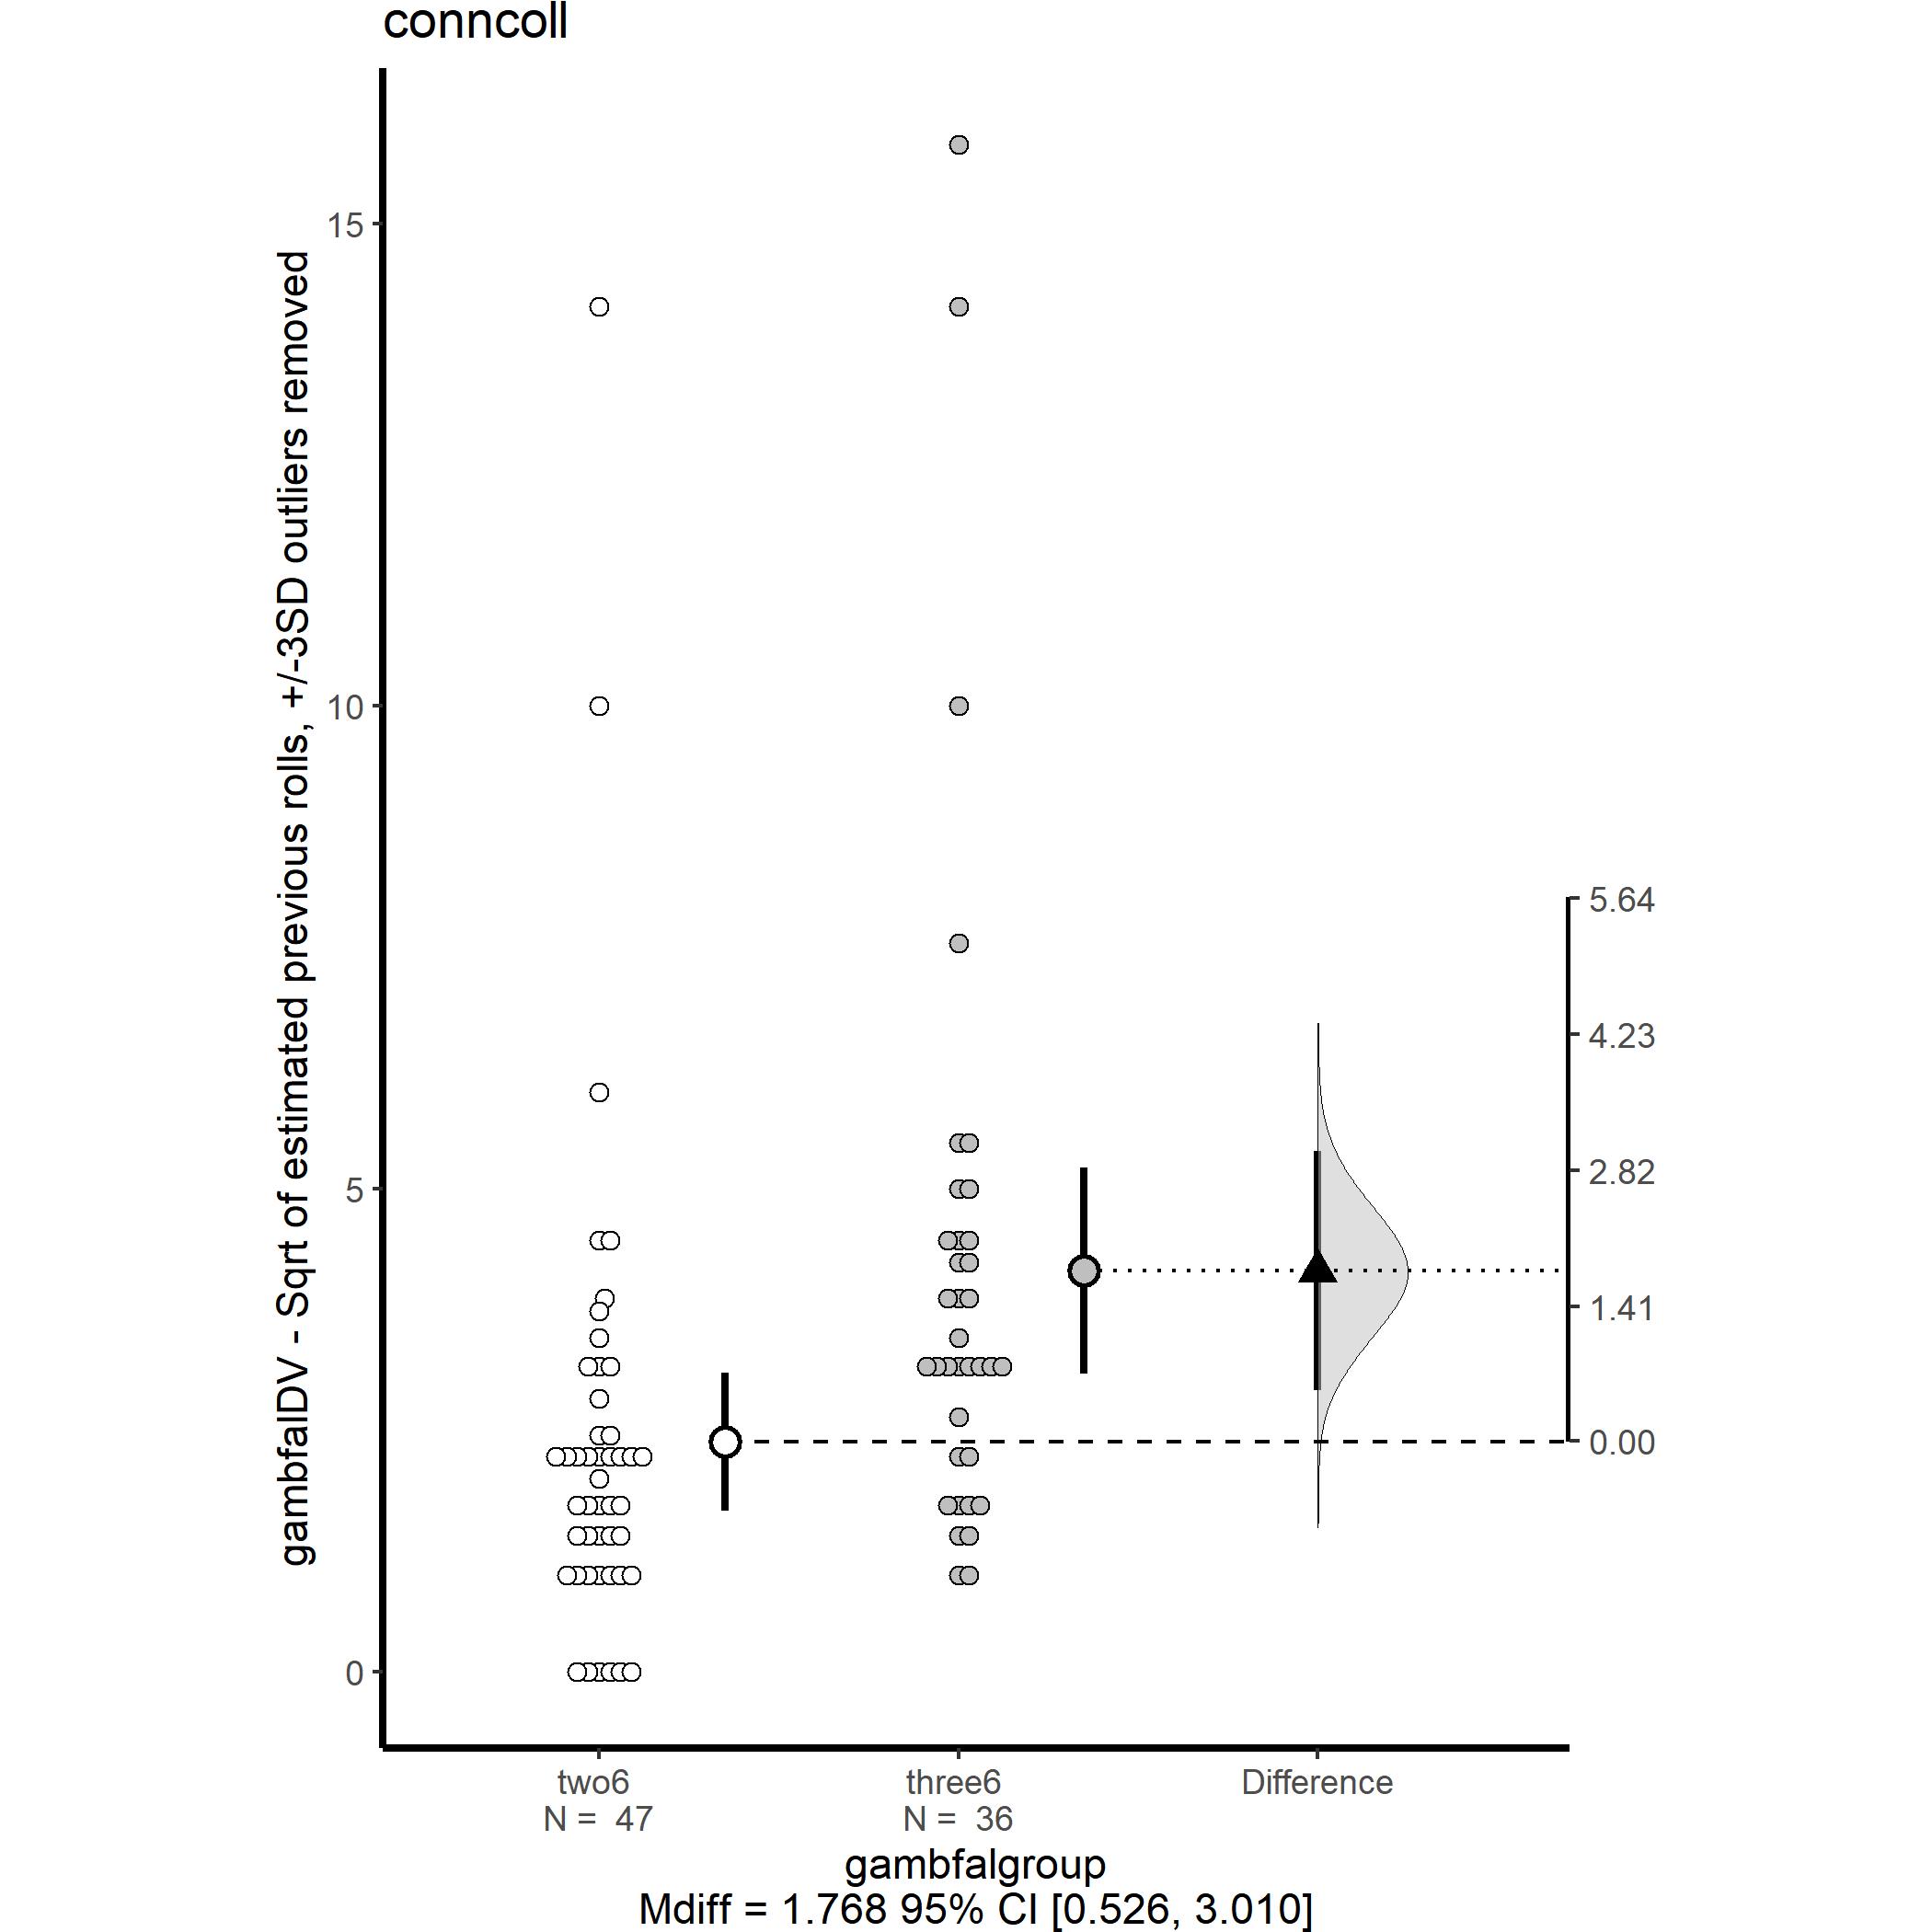 conncoll
gambfalDV - Sqrt of estimated previous rolls, +/-3SD outliers removed
15
10
5
0
5.64
4.23
2.82
1.41
0.00
two6
N =  47
three6
N =  36
Difference
gambfalgroup
Mdiff = 1.768 95% CI [0.526, 3.010]